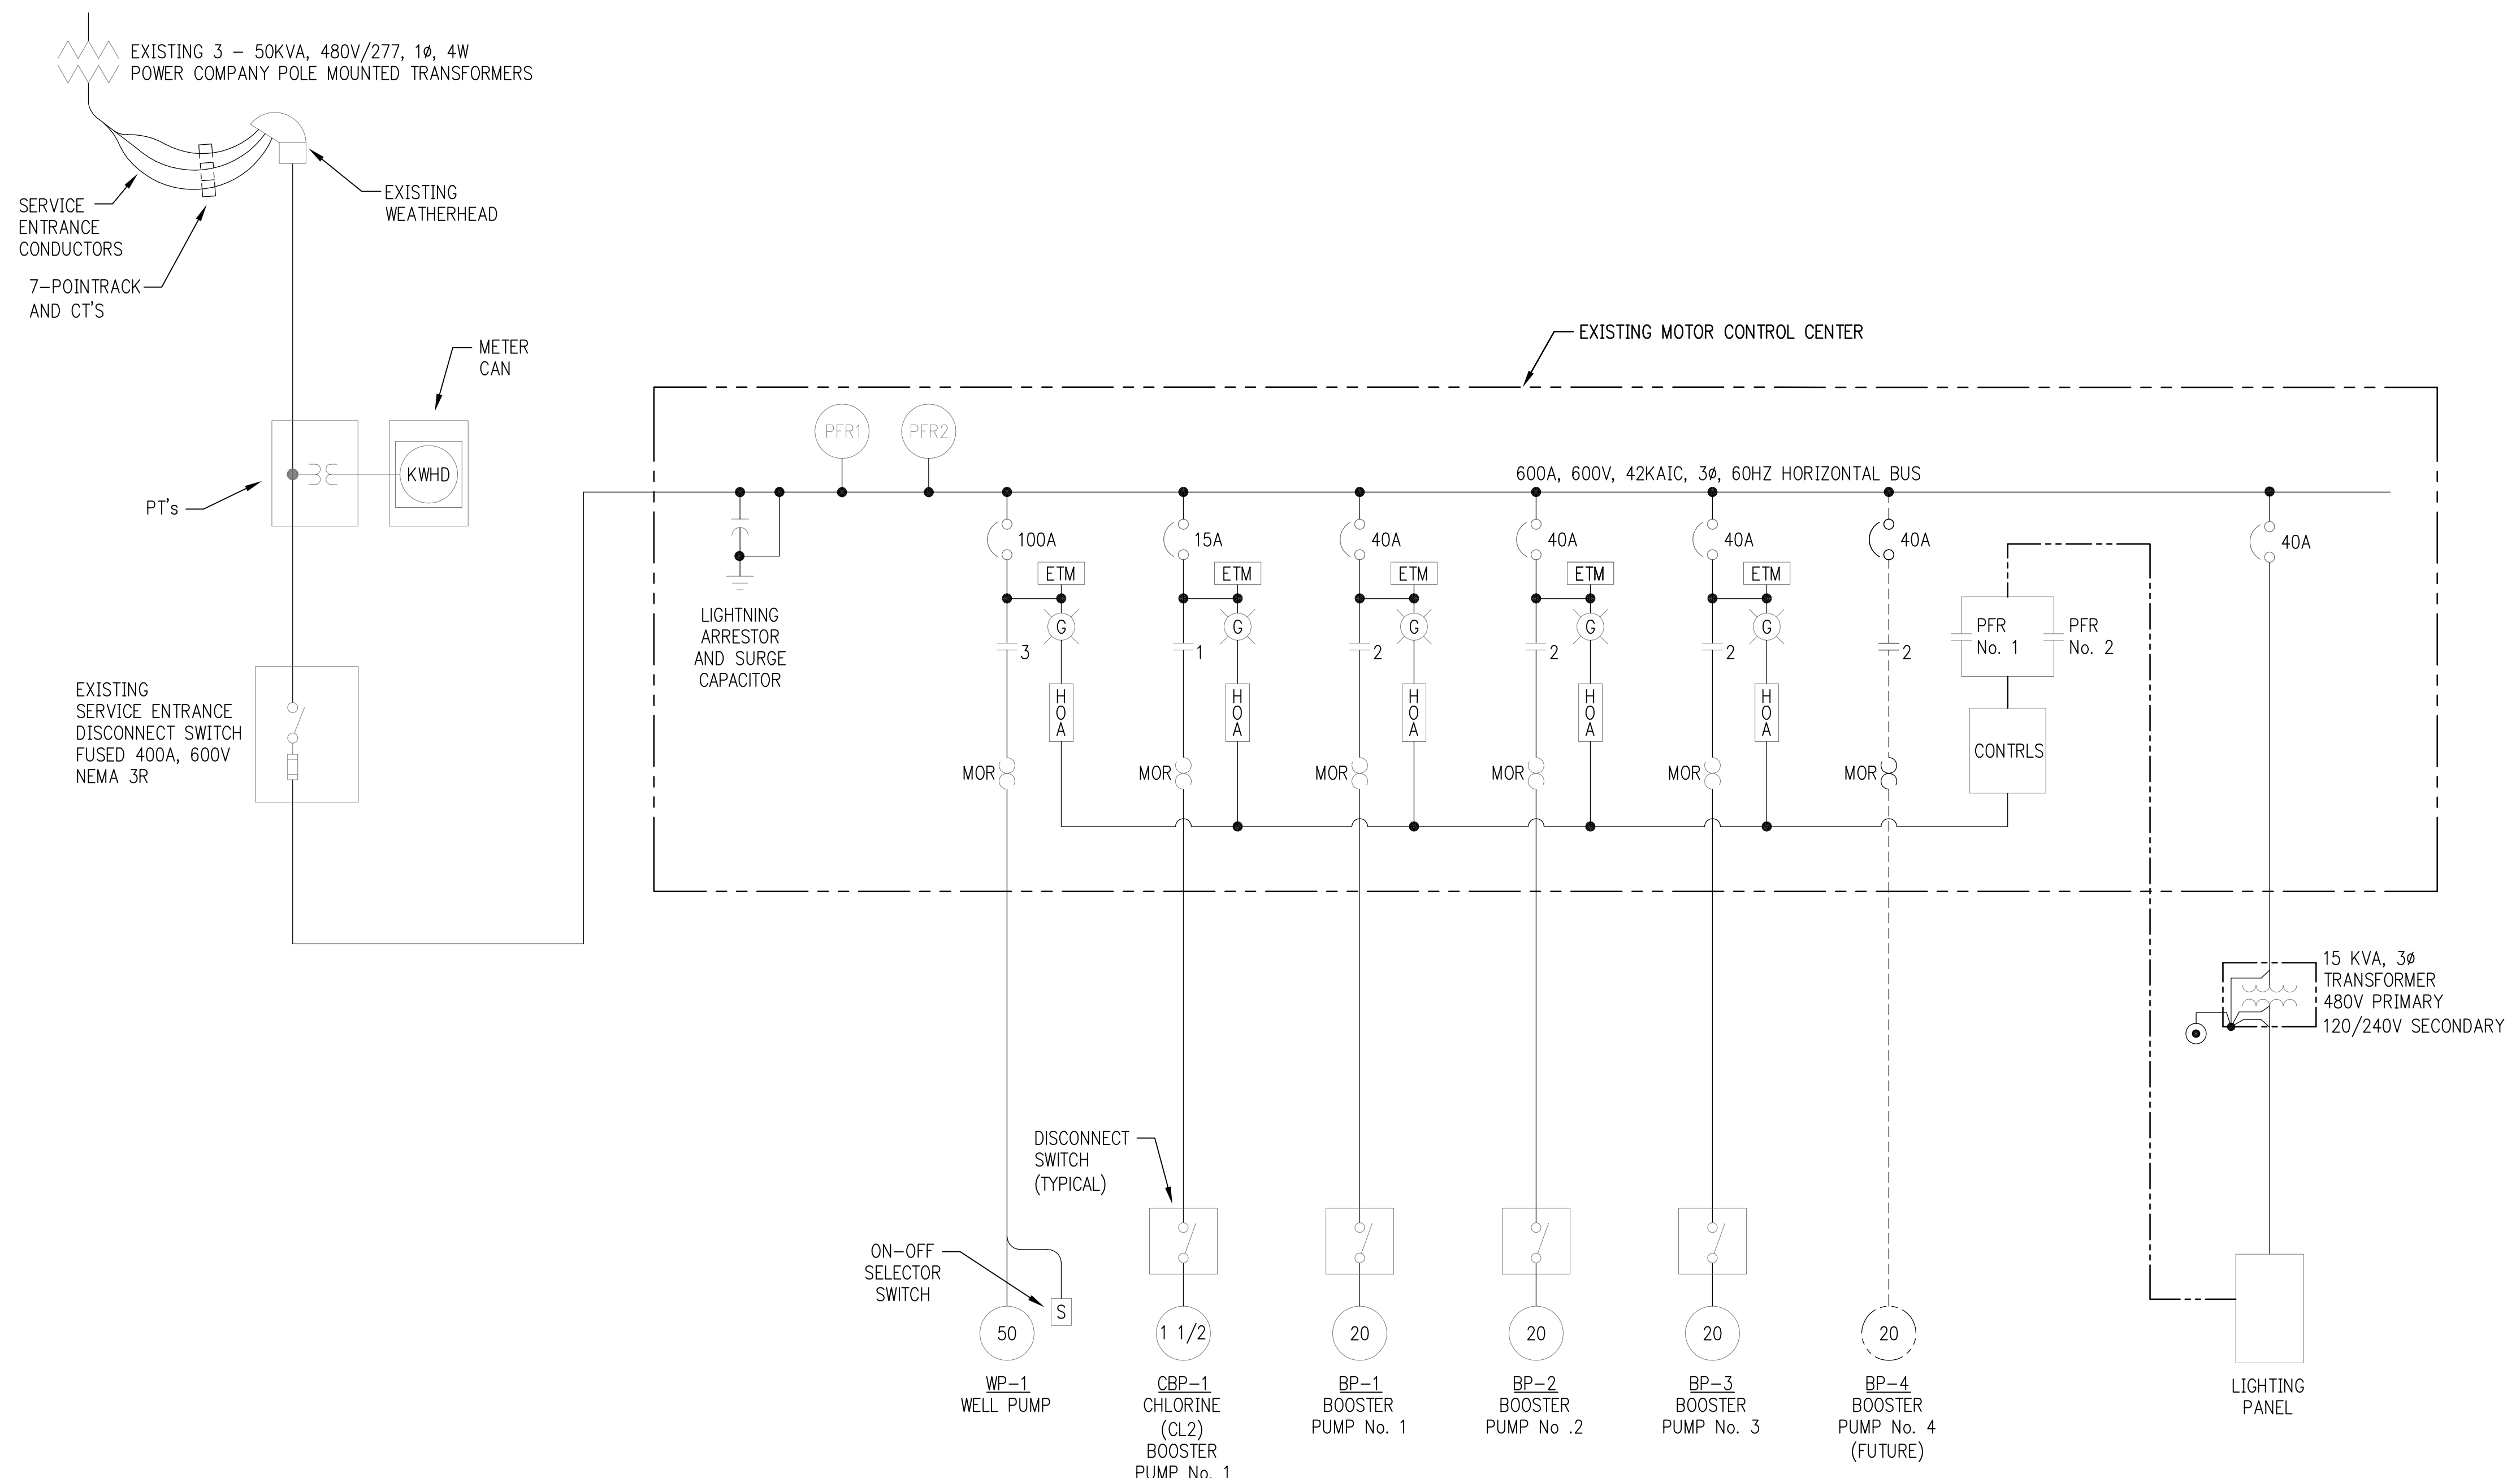 EXISTING 3 – 50KVA, 480V/277, 1ø, 4W
POWER COMPANY POLE MOUNTED TRANSFORMERS
EXISTING
WEATHERHEAD
SERVICE
ENTRANCE
CONDUCTORS
7–POINTRACK
AND CT'S
METER
CAN
KWHD
PT's
EXISTING
SERVICE ENTRANCE
DISCONNECT SWITCH
FUSED 400A, 600V
NEMA 3R
EXISTING MOTOR CONTROL CENTER
PFR1
PFR2
600A, 600V, 42KAIC, 3ø, 60HZ HORIZONTAL BUS
LIGHTNING
ARRESTOR
AND SURGE
CAPACITOR
100A
ETM
G
3
HOA
MOR
15A
ETM
G
1
HOA
MOR
40A
ETM
G
2
HOA
MOR
40A
ETM
G
2
HOA
MOR
40A
ETM
G
2
HOA
MOR
40A
2
MOR
PFR
No. 1
PFR
No. 2
CONTRLS
40A
15 KVA, 3ø
TRANSFORMER
480V PRIMARY
120/240V SECONDARY
DISCONNECT
SWITCH
(TYPICAL)
ON–OFF
SELECTOR
SWITCH
S
50
WP–1
WELL PUMP
1 1/2
CBP–1
CHLORINE
(CL2)
BOOSTER
PUMP No. 1
20
BP–1
BOOSTER
PUMP No. 1
20
BP–2
BOOSTER
PUMP No .2
20
BP–3
BOOSTER
PUMP No. 3
20
BP–4
BOOSTER
PUMP No. 4
(FUTURE)
LIGHTING
PANEL